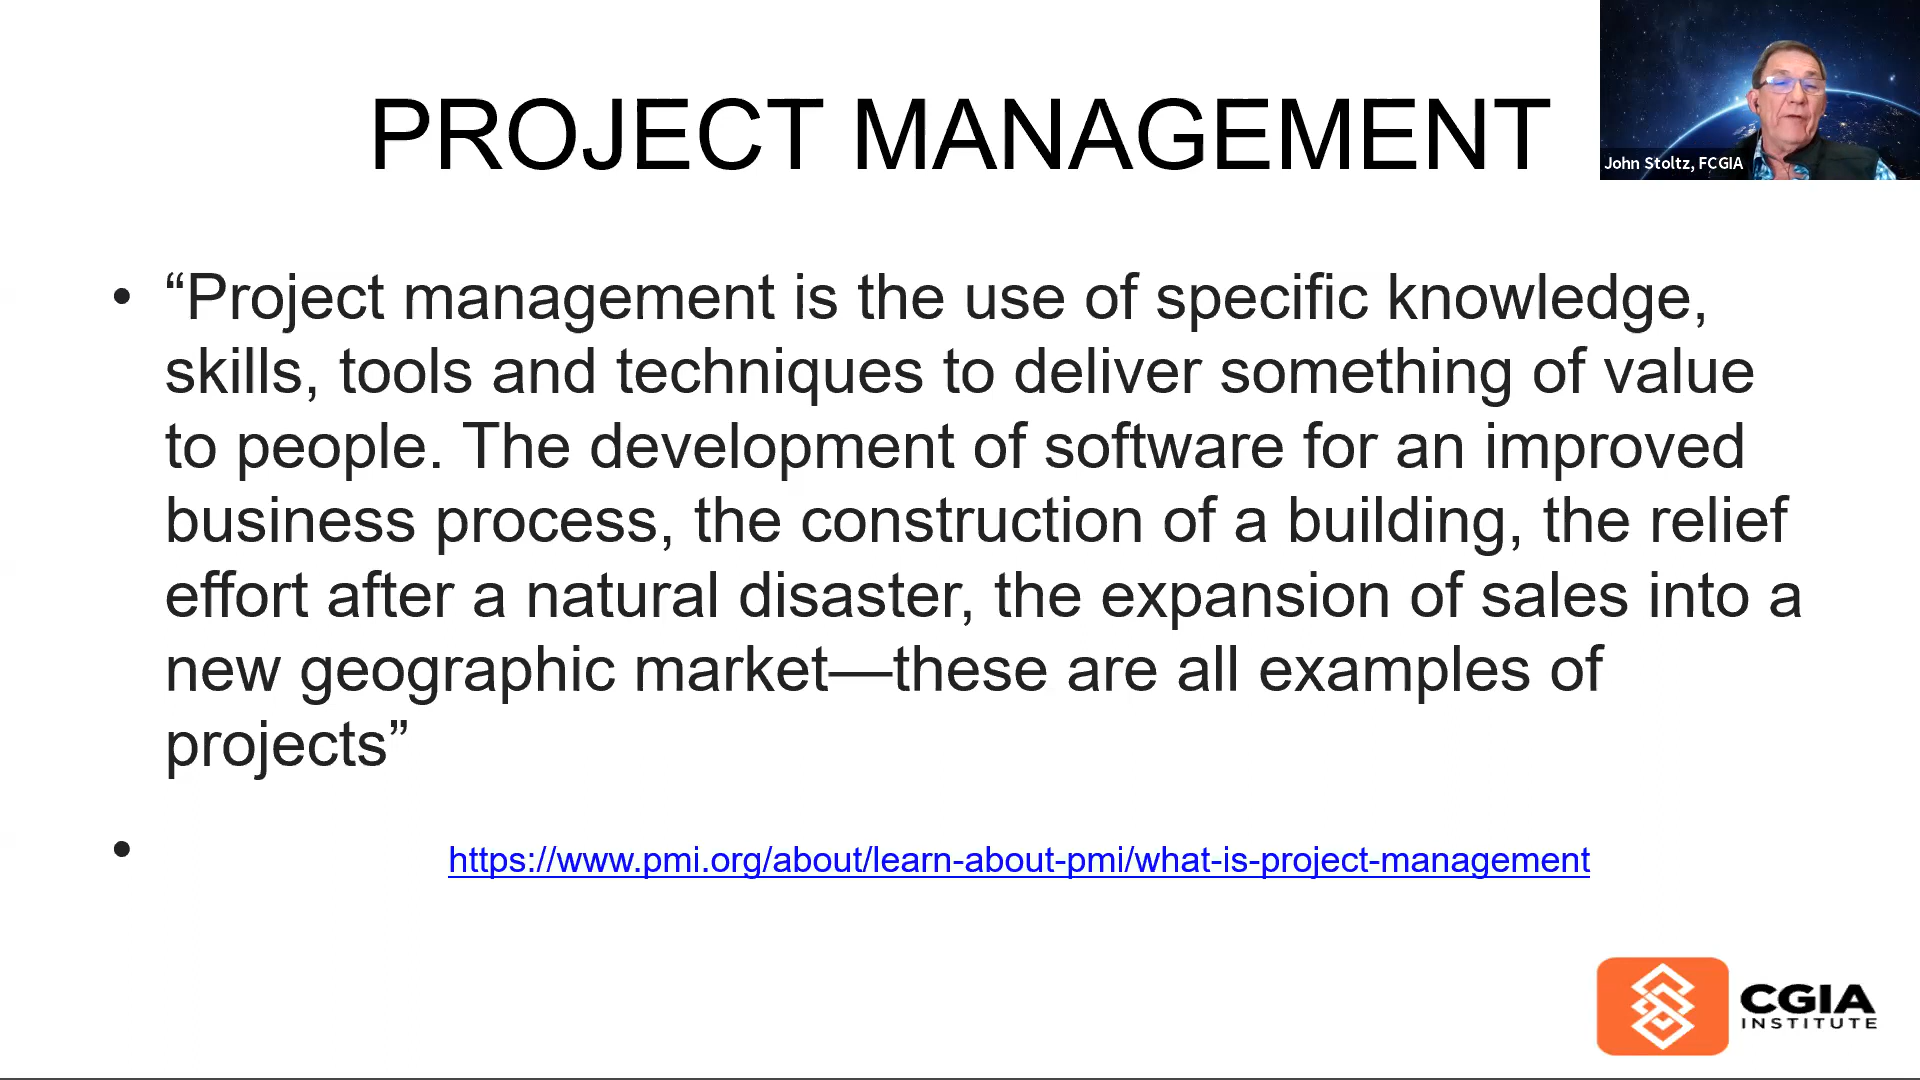 PROJECT MANAGEMENT
John Stoltz, FCGIA
• “Project management is the use of specific knowledge,
skills, tools and techniques to deliver something of value
to people. The development of software for an improved
business process, the construction of a building, the relief
effort after a natural disaster, the expansion of sales into a
new geographic market—these are all examples of
projects”
• https://www.pmi.org/about/learn-about-pmi/what-is-project-management
CGIA
INSTITUTE